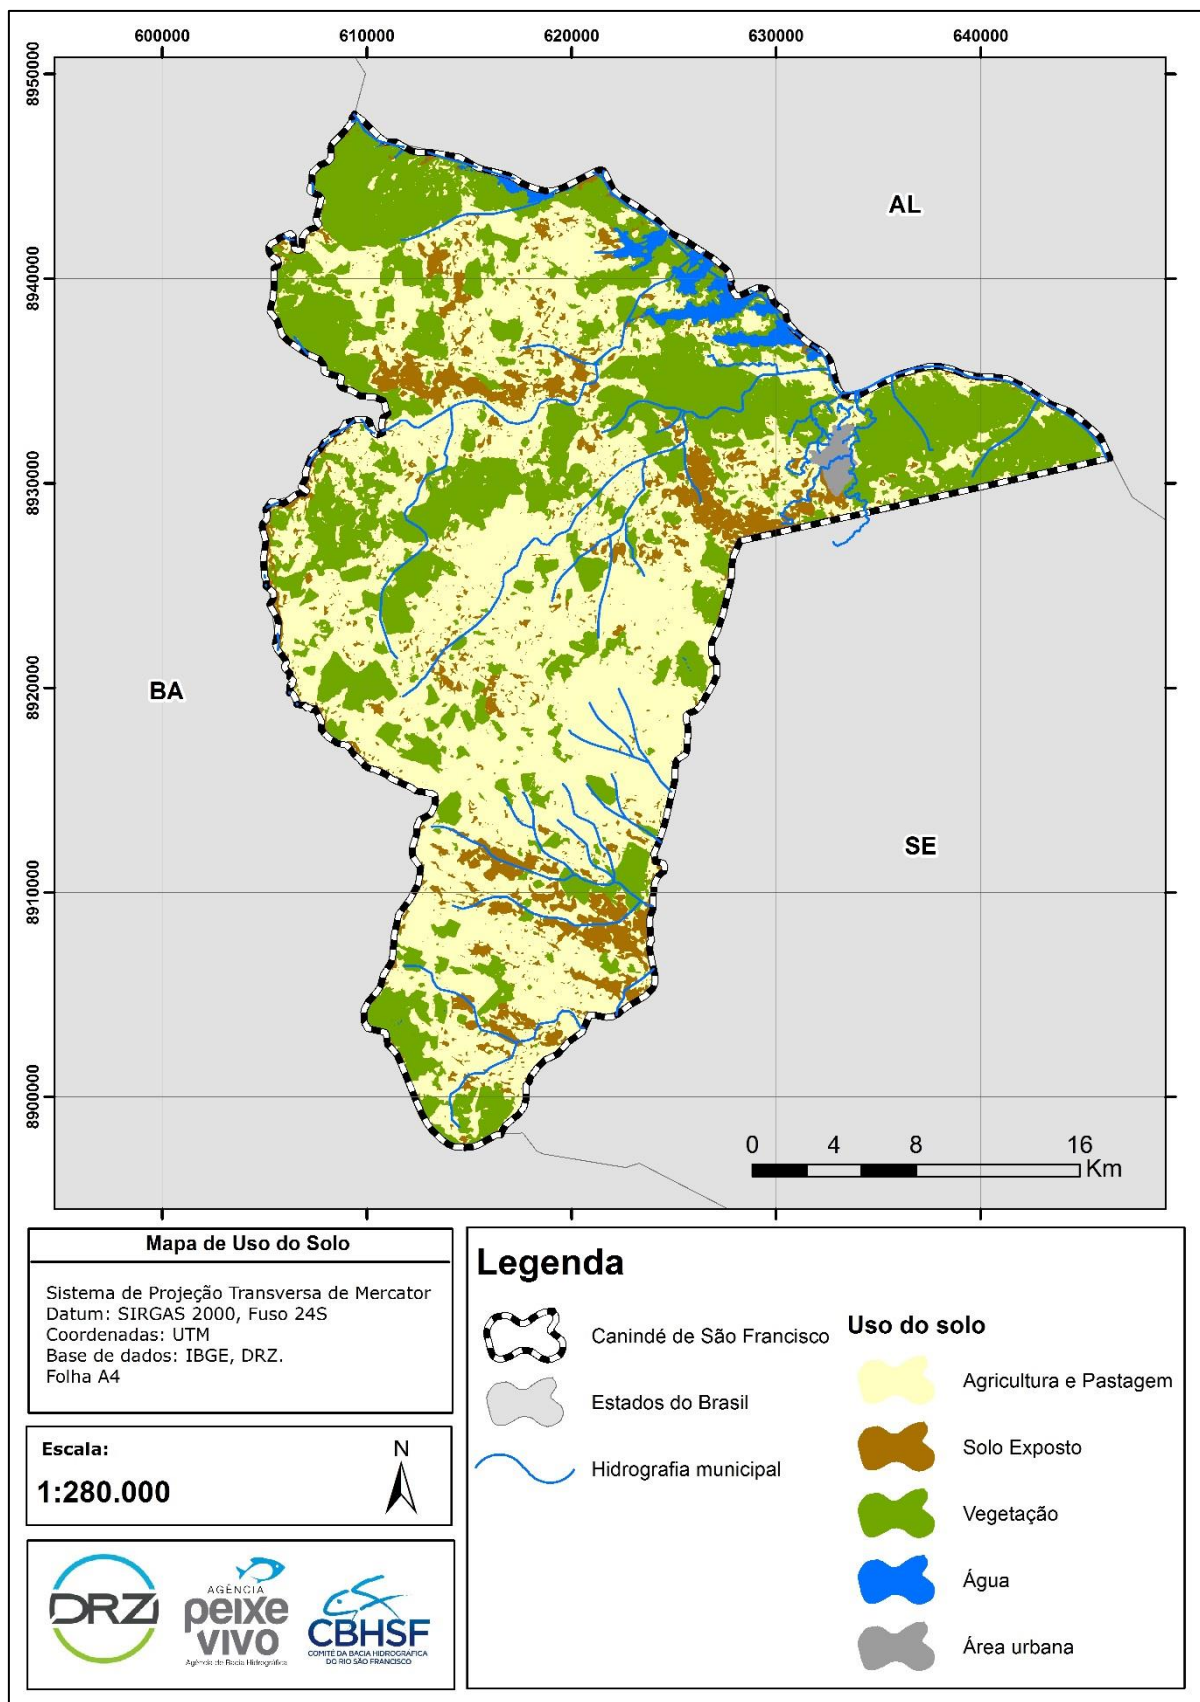 600000 610000 620000 630000 640000
8950000
8940000
8930000
8920000
8910000
8900000
AL
BA
SE
0 4 8 16
Km
Mapa de Uso do Solo
Sistema de Projeção Transversa de Mercator
Datum: SIRGAS 2000, Fuso 24S
Coordenadas: UTM
Base de dados: IBGE, DRZ.
Folha A4
Escala:
1:280.000
N
DRZ
AGÊNCIA
peixe
vivo
Agência de Bacia Hidrográfica
CBHSF
COMITÊ DA BACIA HIDROGRÁFICA
DO RIO SÃO FRANCISCO
Legenda
Canindé de São Francisco
Estados do Brasil
Hidrografia municipal
Uso do solo
Agricultura e Pastagem
Solo Exposto
Vegetação
Água
Área urbana